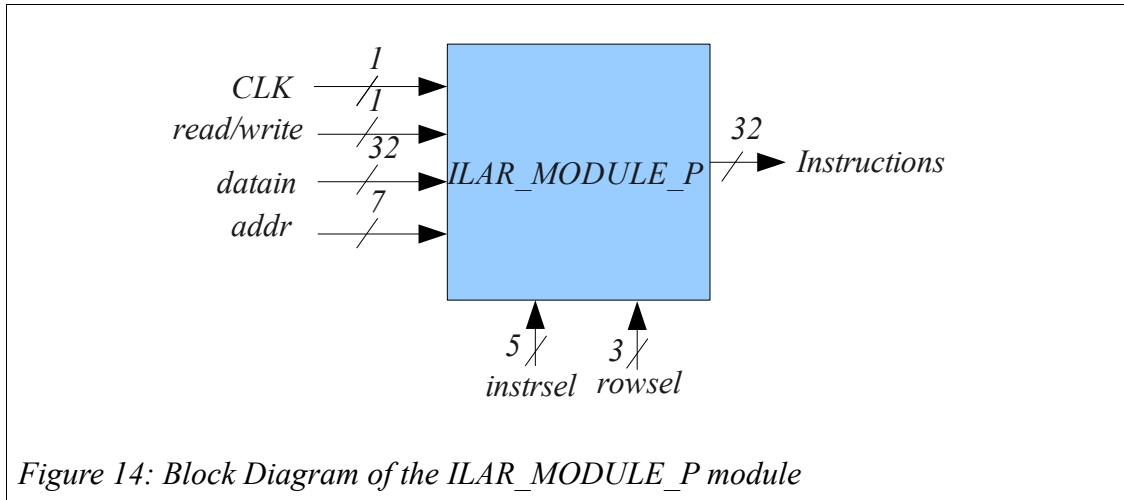 1
CLK
1
read/write
32
datain
7
addr
ILAR_MODULE_P
32
Instructions
5
instrsel
3
rowsel
Figure 14: Block Diagram of the ILAR_MODULE_P module